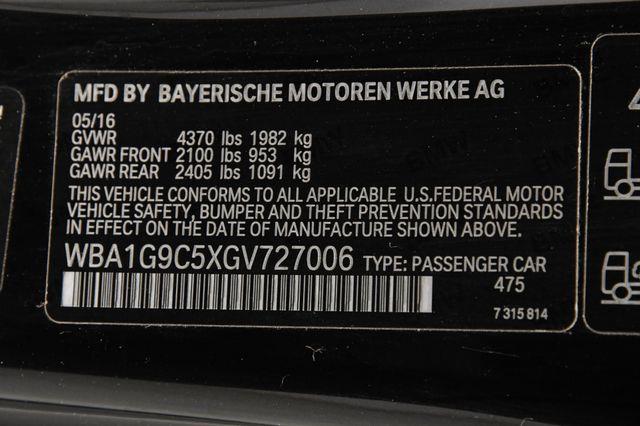 MFD BY BAYERISCHE MOTOREN WERKE AG
05/16
GVWR 4370 lbs 1982 kg
GAWR FRONT 2100 lbs 953 kg
GAWR REAR 2405 lbs 1091 kg
THIS VEHICLE CONFORMS TO ALL APPLICABLE U.S.FEDERAL MOTOR
VEHICLE SAFETY, BUMPER AND THEFT PREVENTION STANDARDS
IN EFFECT ON THE DATE OF MANUFACTURE SHOWN ABOVE.
WBA1G9C5XGV727006 TYPE: PASSENGER CAR
475
7 315 814